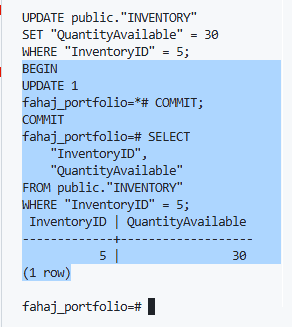 UPDATE public."INVENTORY"
SET "QuantityAvailable" = 30
WHERE "InventoryID" = 5;
BEGIN
UPDATE 1
fahaj_portfolio=*# COMMIT;
COMMIT
fahaj_portfolio=# SELECT
    "InventoryID",
    "QuantityAvailable"
FROM public."INVENTORY"
WHERE "InventoryID" = 5;
 InventoryID | QuantityAvailable
-------------+-------------------
           5 |                30
(1 row)

fahaj_portfolio=#